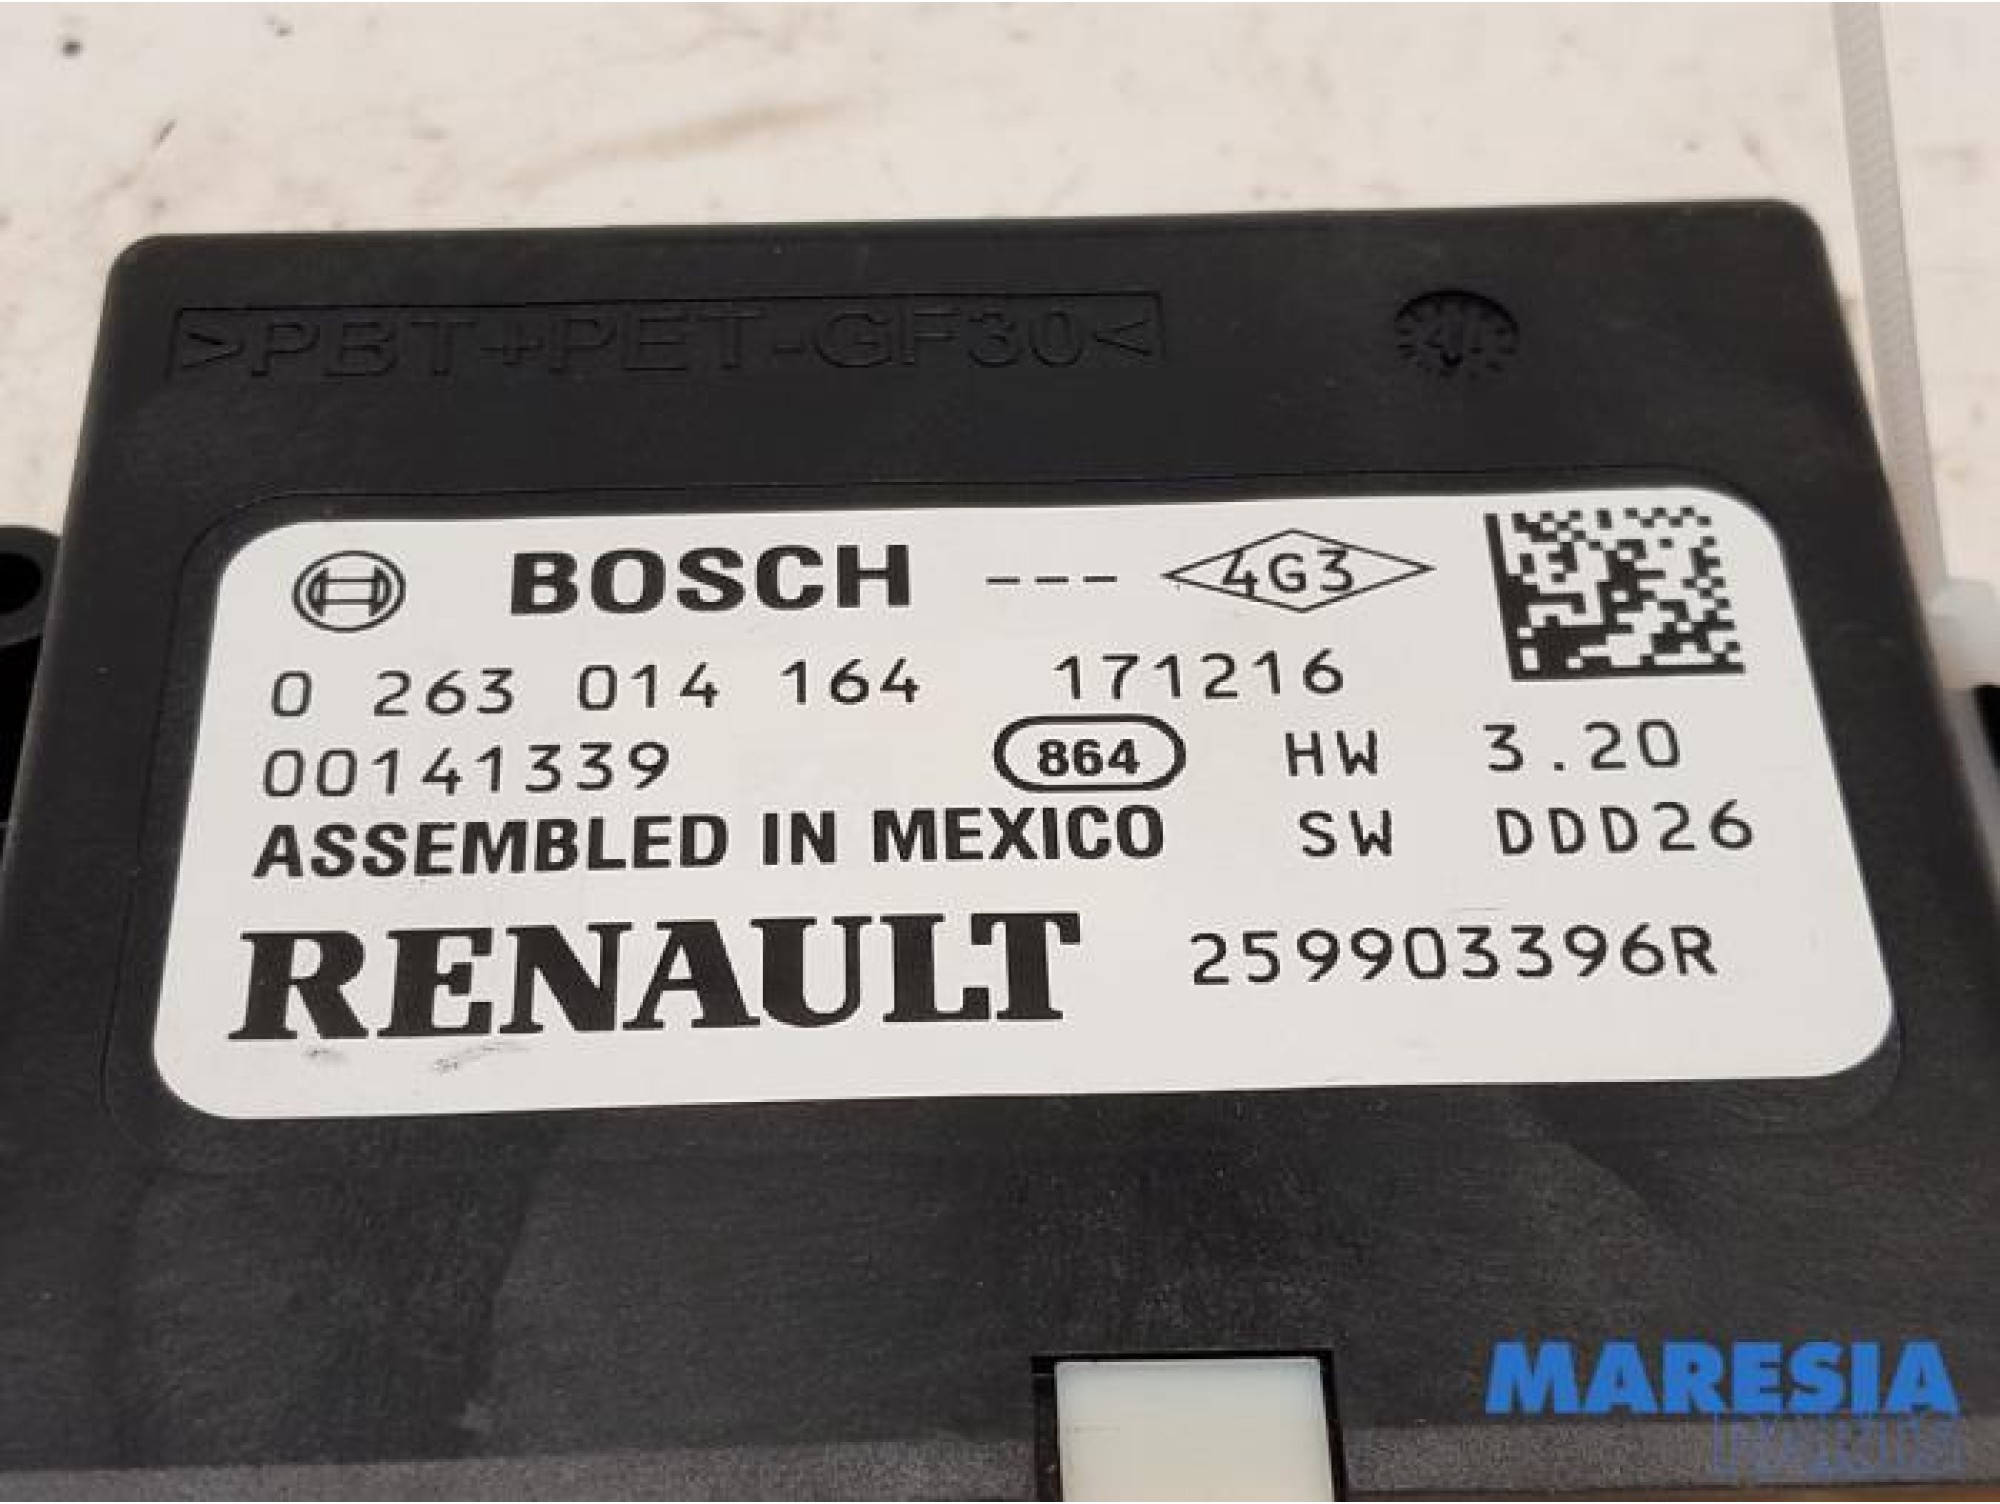 >PBT+PET-GF30<
BOSCH --- 4G3
0 263 014 164 171216
00141339 864 HW 3.20
ASSEMBLED IN MEXICO SW DDD26
RENAULT 259903396R
MARESIA
PARTS